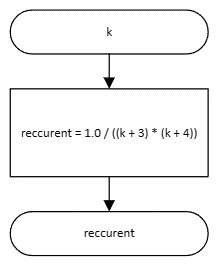 k
reccurent = 1.0 / ((k + 3) * (k + 4))
reccurent